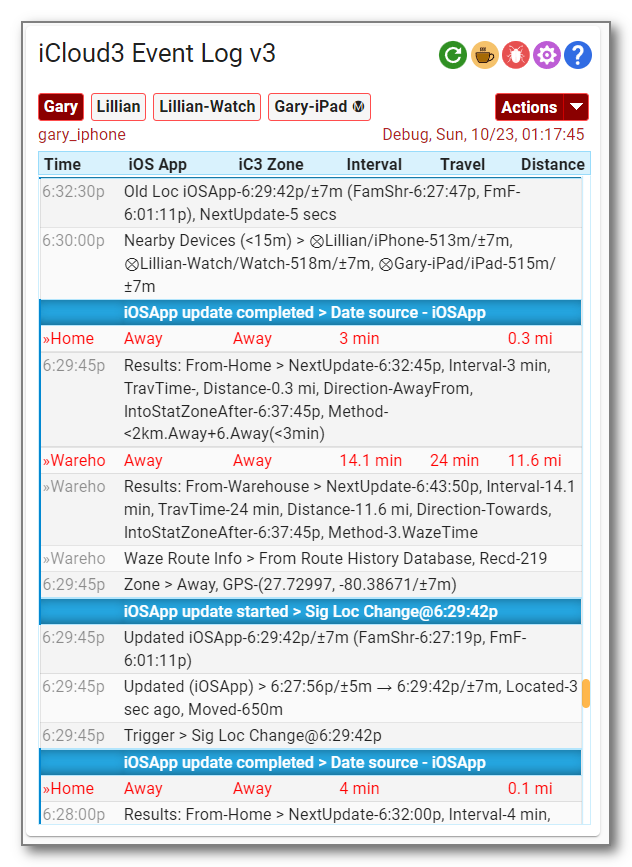 iCloud3 Event Log v3
Gary Lillian Lillian-Watch Gary-iPad Ⓜ Actions
gary_iphone Debug, Sun, 10/23, 01:17:45
Time iOS App iC3 Zone Interval Travel Distance
6:32:30p Old Loc iOSApp-6:29:42p/±7m (FamShr-6:27:47p, FmF-
6:01:11p), NextUpdate-5 secs
6:30:00p Nearby Devices (<15m) > ⊗Lillian/iPhone-513m/±7m,
⊗Lillian-Watch/Watch-518m/±7m, ⊗Gary-iPad/iPad-515m/
±7m
iOSApp update completed > Date source - iOSApp
»Home Away Away 3 min 0.3 mi
6:29:45p Results: From-Home > NextUpdate-6:32:45p, Interval-3 min,
TravTime-, Distance-0.3 mi, Direction-AwayFrom,
IntoStatZoneAfter-6:37:45p, Method-
<2km.Away+6.Away(<3min)
»Wareho Away Away 14.1 min 24 min 11.6 mi
»Wareho Results: From-Warehouse > NextUpdate-6:43:50p, Interval-14.1
min, TravTime-24 min, Distance-11.6 mi, Direction-Towards,
IntoStatZoneAfter-6:37:45p, Method-3.WazeTime
»Wareho Waze Route Info > From Route History Database, Recd-219
6:29:45p Zone > Away, GPS-(27.72997, -80.38671/±7m)
iOSApp update started > Sig Loc Change@6:29:42p
6:29:45p Updated iOSApp-6:29:42p/±7m (FamShr-6:27:19p, FmF-
6:01:11p)
6:29:45p Updated (iOSApp) > 6:27:56p/±5m → 6:29:42p/±7m, Located-3
sec ago, Moved-650m
6:29:45p Trigger > Sig Loc Change@6:29:42p
iOSApp update completed > Date source - iOSApp
»Home Away Away 4 min 0.1 mi
6:28:00p Results: From-Home > NextUpdate-6:32:00p, Interval-4 min,